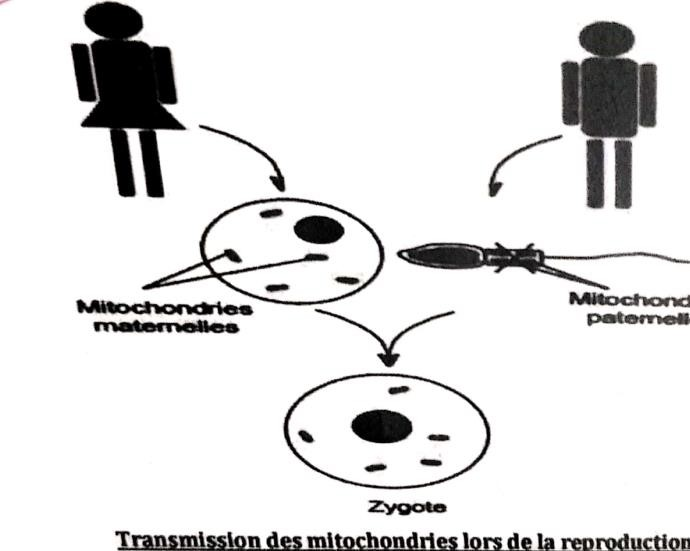 Mitochondries
maternelles
Mitochond
paternell
Zygote
Transmission des mitochondries lors de la reproduction